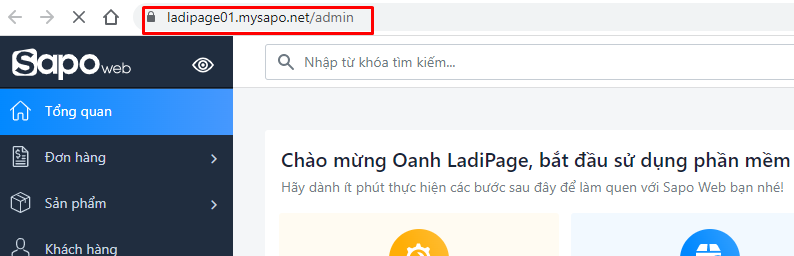 ladipage01.mysapo.net/admin
Sapo web
Nhập từ khóa tìm kiếm...
Tổng quan
Đơn hàng
Sản phẩm
Khách hàng
Chào mừng Oanh LadiPage, bắt đầu sử dụng phần mềm
Hãy dành ít phút thực hiện các bước sau đây để làm quen với Sapo Web bạn nhé!